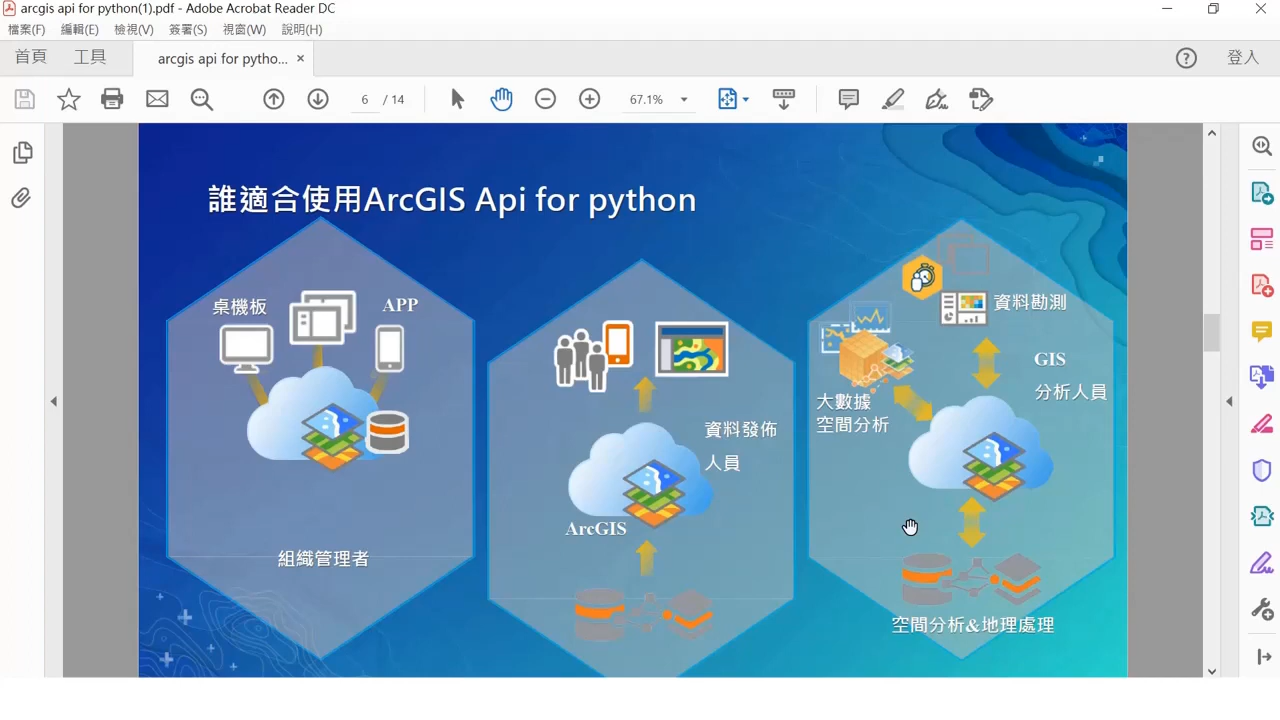 arcgis api for python(1).pdf - Adobe Acrobat Reader DC
檔案(F) 編輯(E) 檢視(V) 簽署(S) 視窗(W) 說明(H)
首頁 工具 arcgis api for pytho... × 登入
6 / 14 67.1%
誰適合使用ArcGIS Api for python
桌機板 APP
組織管理者
資料發佈
人員
ArcGIS
資料勘測
GIS
分析人員
大數據
空間分析
空間分析&地理處理